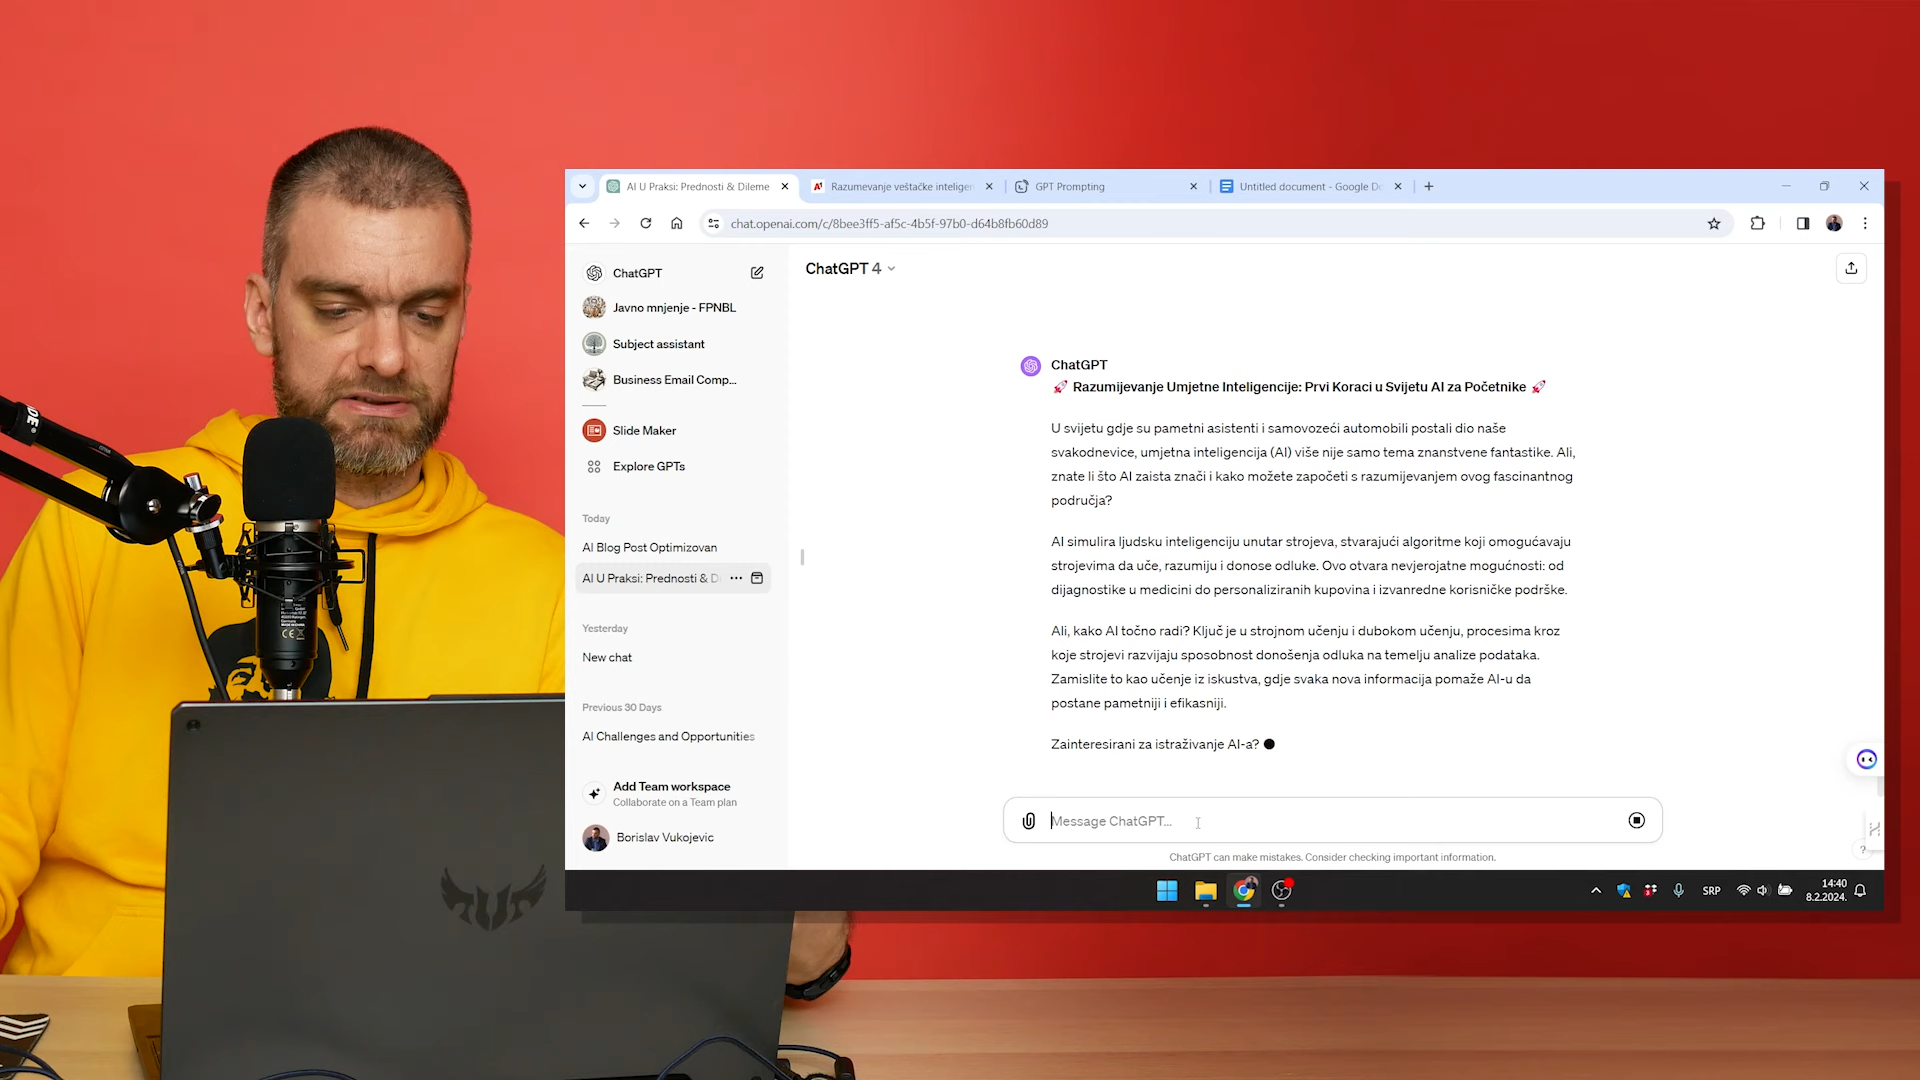 AI U Praksi: Prednosti & Dileme
Razumevanje veštačke inteligen
GPT Prompting
Untitled document - Google Do
chat.openai.com/c/8bee3ff5-af5c-4b5f-97b0-d64b8fb60d89
ChatGPT
Javno mnjenje - FPNBL
Subject assistant
Business Email Comp...
Slide Maker
Explore GPTs
Today
AI Blog Post Optimizovan
AI U Praksi: Prednosti & D
Yesterday
New chat
Previous 30 Days
AI Challenges and Opportunities
Add Team workspace
Collaborate on a Team plan
Borislav Vukojevic
ChatGPT 4
ChatGPT
🚀 Razumijevanje Umjetne Inteligencije: Prvi Koraci u Svijetu AI za Početnike 🚀
U svijetu gdje su pametni asistenti i samovozeći automobili postali dio naše
svakodnevice, umjetna inteligencija (AI) više nije samo tema znanstvene fantastike. Ali,
znate li što AI zaista znači i kako možete započeti s razumijevanjem ovog fascinantnog
područja?
AI simulira ljudsku inteligenciju unutar strojeva, stvarajući algoritme koji omogućavaju
strojevima da uče, razumiju i donose odluke. Ovo otvara nevjerojatne mogućnosti: od
dijagnostike u medicini do personaliziranih kupovina i izvanredne korisničke podrške.
Ali, kako AI točno radi? Ključ je u strojnom učenju i dubokom učenju, procesima kroz
koje strojevi razvijaju sposobnost donošenja odluka na temelju analize podataka.
Zamislite to kao učenje iz iskustva, gdje svaka nova informacija pomaže AI-u da
postane pametniji i efikasniji.
Zainteresirani za istraživanje AI-a?
Message ChatGPT...
ChatGPT can make mistakes. Consider checking important information.
?
SRP
14:40
8.2.2024.